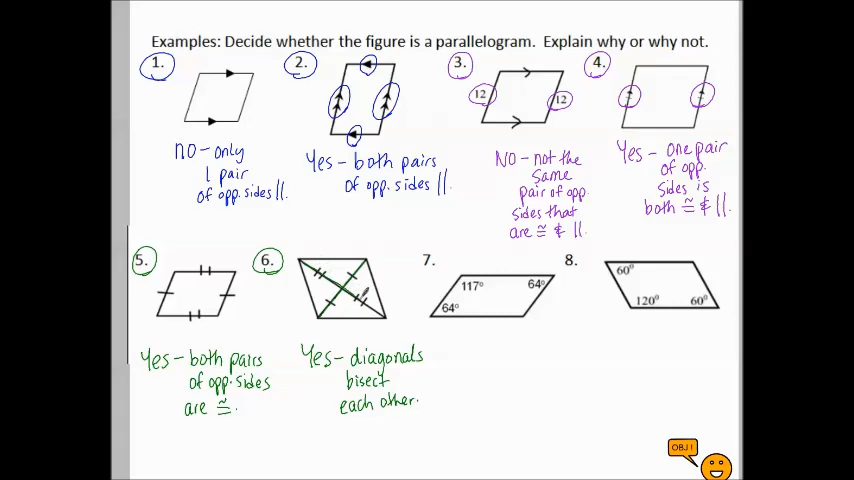 Examples: Decide whether the figure is a parallelogram. Explain why or why not.
1.
2.
3.
4.
12
12
NO - only
1 pair
of opp. sides ||.
Yes - both pairs
of opp. sides ||.
NO - not the
same
pair of opp.
sides that
are ≅ & ||.
Yes - one pair
of opp.
sides is
both ≅ & ||.
5.
6.
7.
8.
117°
64°
64°
60°
120°
60°
Yes - both pairs
of opp. sides
are ≅.
Yes - diagonals
bisect
each other.
OBJ !